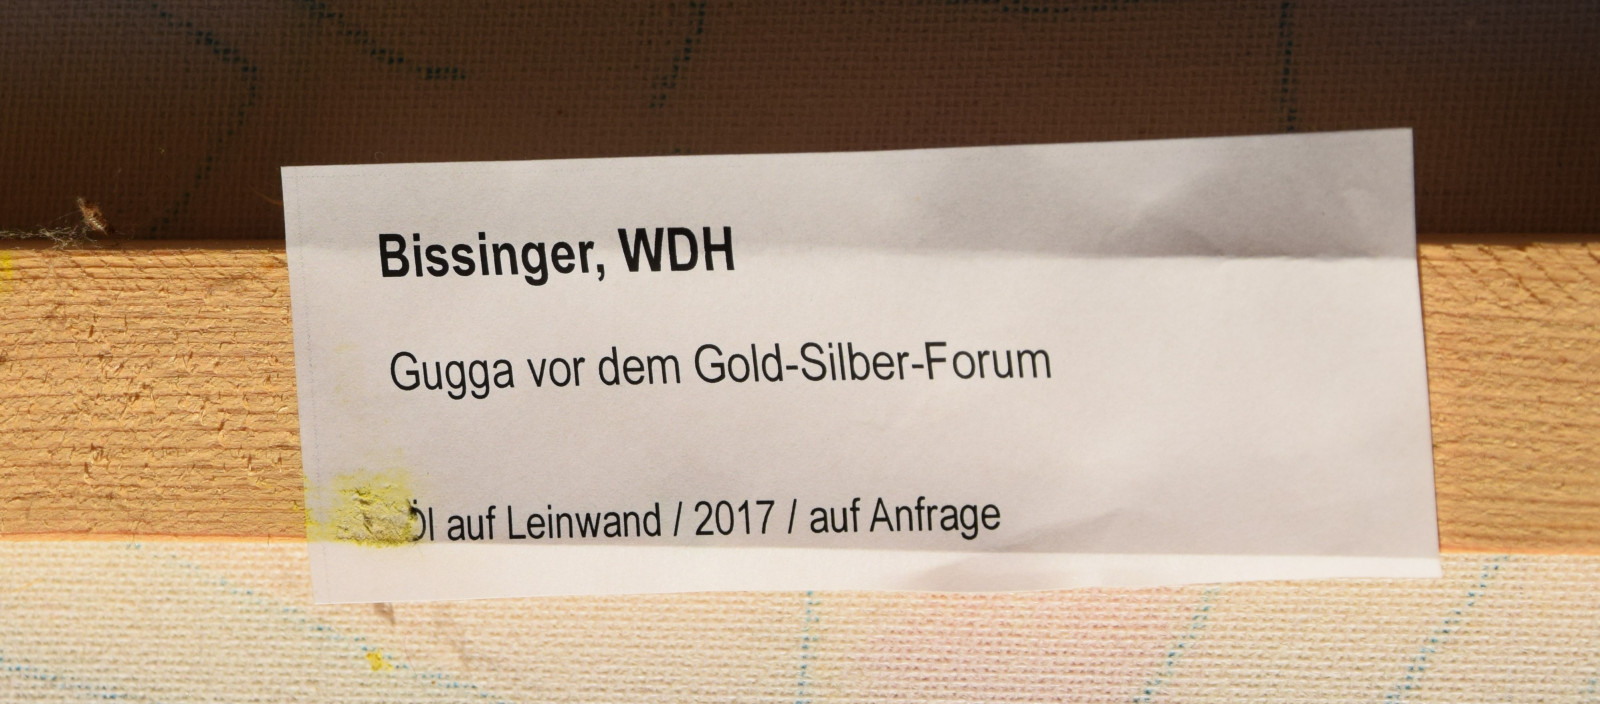 Bissinger, WDH
Gugga vor dem Gold-Silber-Forum
Öl auf Leinwand / 2017 / auf Anfrage